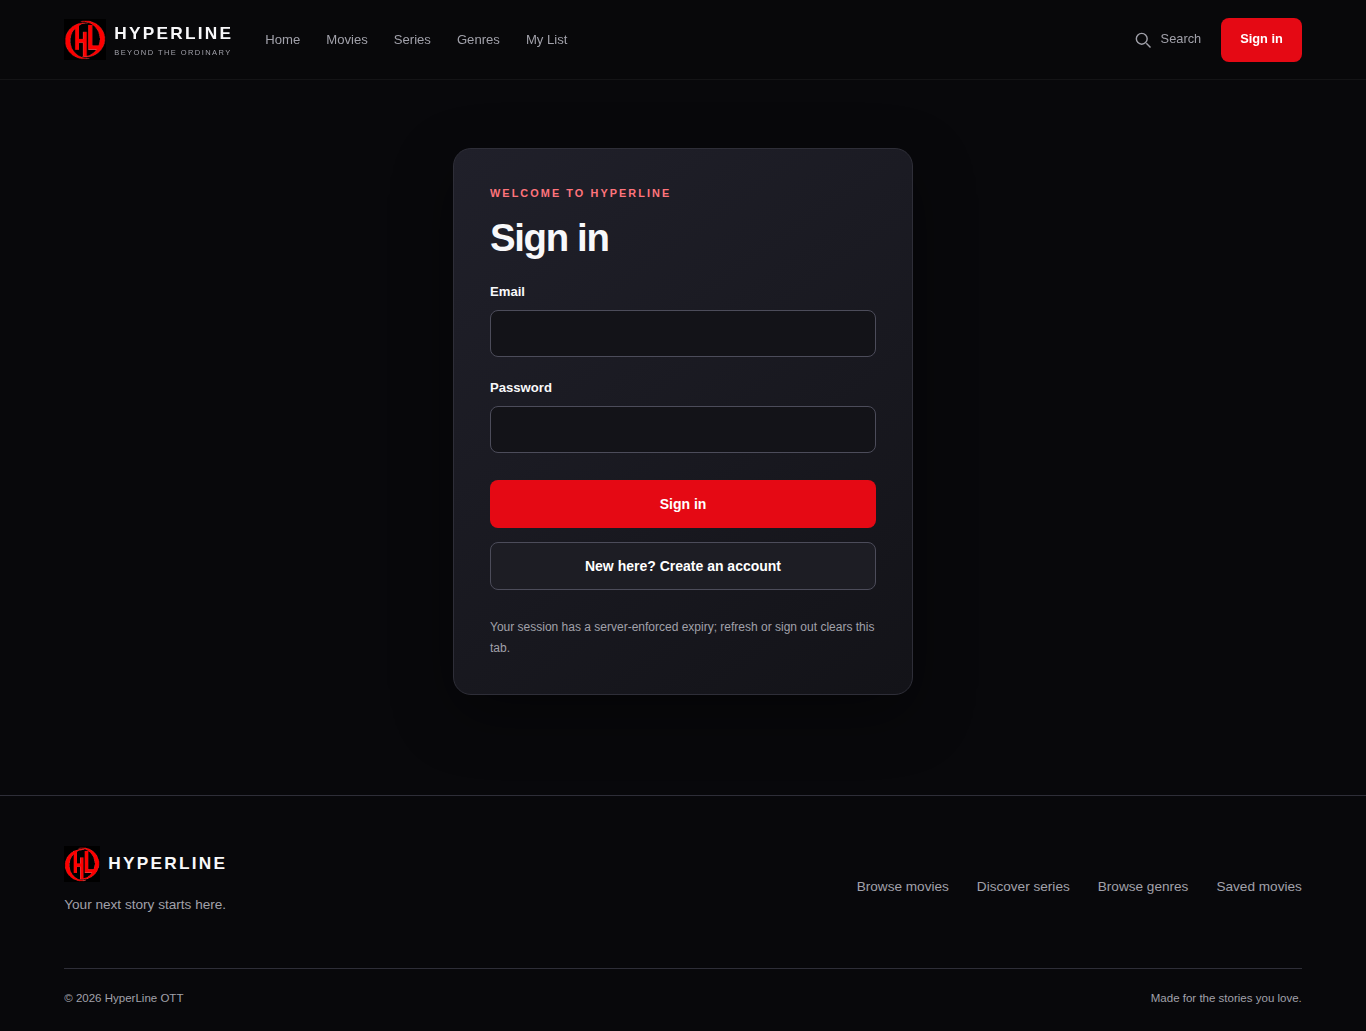 HYPERLINE
BEYOND THE ORDINARY
Home
Movies
Series
Genres
My List
Search
Sign in
WELCOME TO HYPERLINE
Sign in
Email
Password
Sign in
New here? Create an account
Your session has a server-enforced expiry; refresh or sign out clears this
tab.
HYPERLINE
Your next story starts here.
Browse movies
Discover series
Browse genres
Saved movies
© 2026 HyperLine OTT
Made for the stories you love.